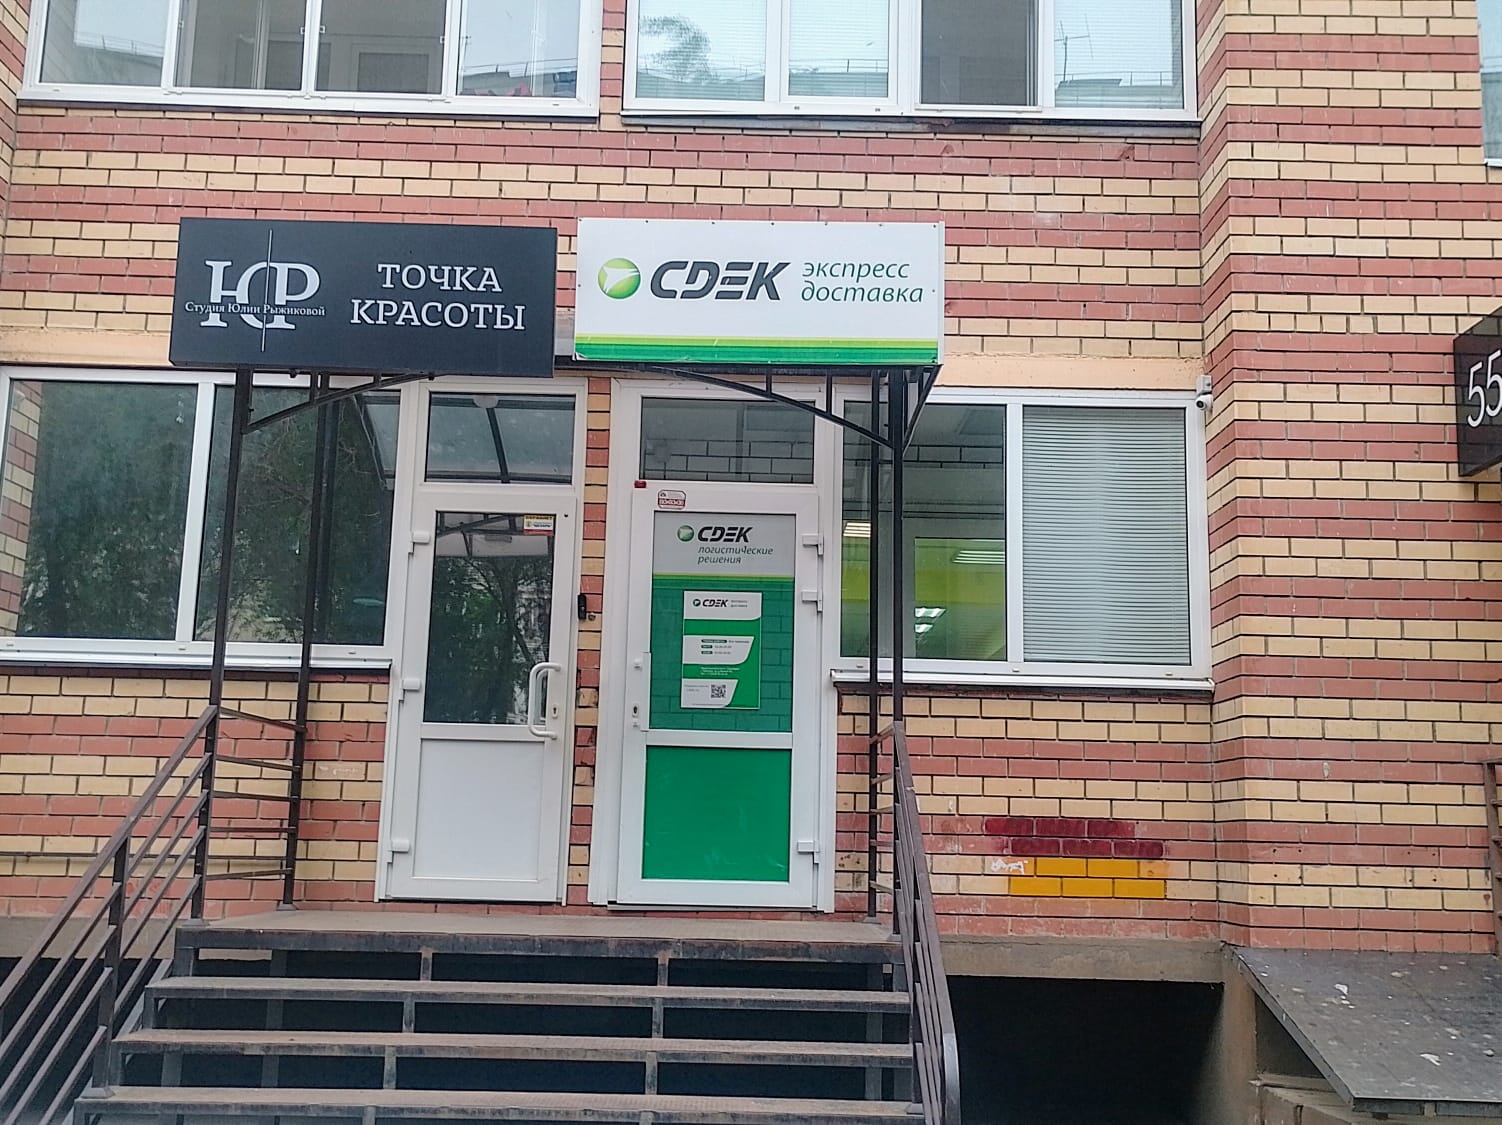 ЮР
Студия Юлии Рыжиковой
ТОЧКА
КРАСОТЫ
CDEK
экспресс
доставка
55
CDEK
логистические
решения
CDEK